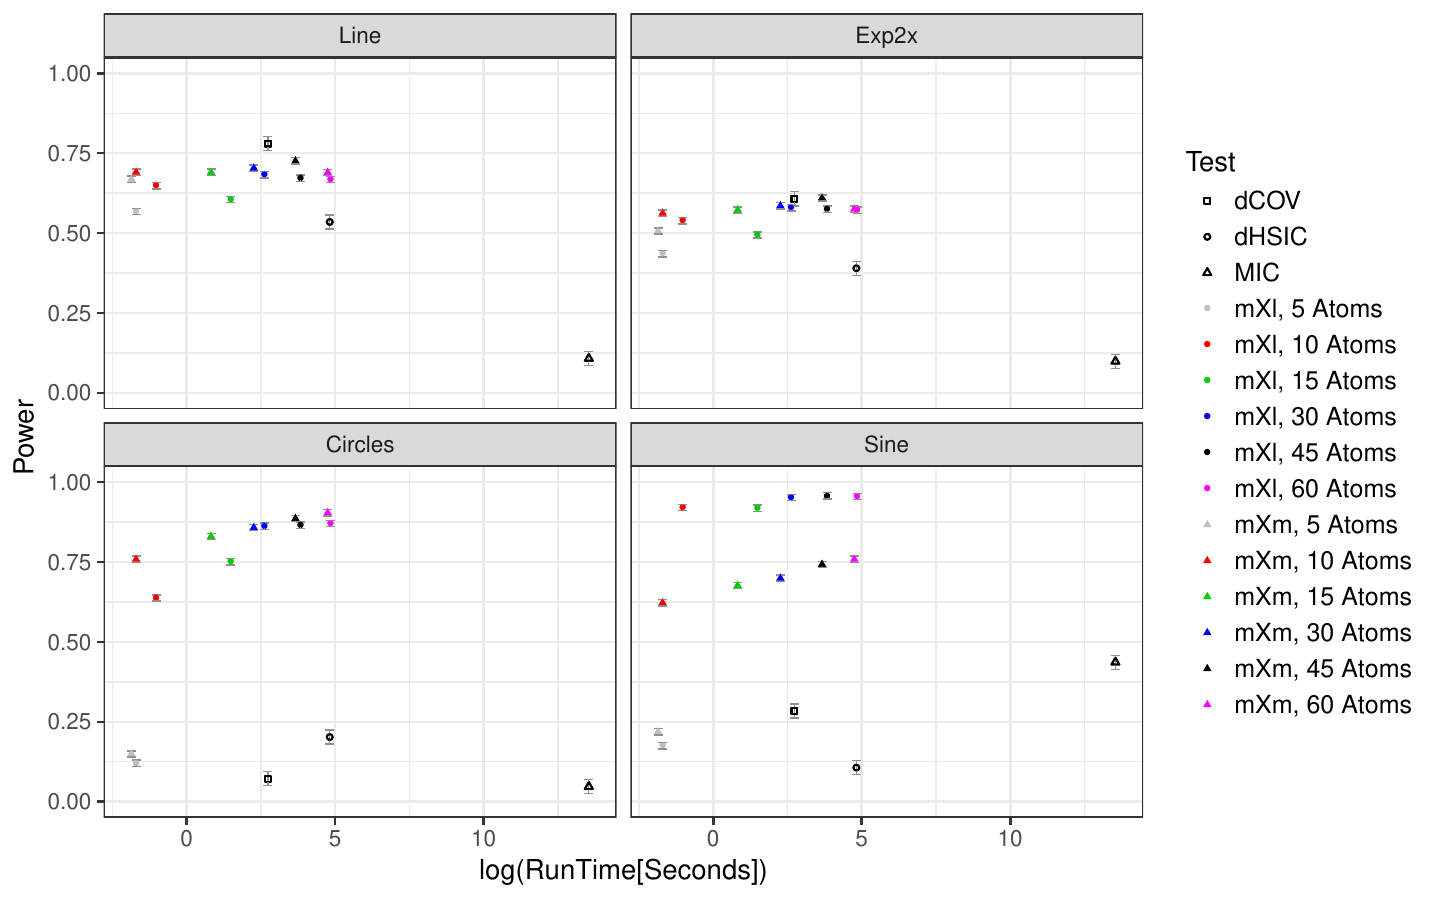 Line
Exp2x
1.00
0.75
0.50
0.25
0.00
Circles
Sine
1.00
0.75
0.50
0.25
0.00
0
5
10
0
5
10
log(RunTime[Seconds])
Power
Test
dCOV
dHSIC
MIC
mXl, 5 Atoms
mXl, 10 Atoms
mXl, 15 Atoms
mXl, 30 Atoms
mXl, 45 Atoms
mXl, 60 Atoms
mXm, 5 Atoms
mXm, 10 Atoms
mXm, 15 Atoms
mXm, 30 Atoms
mXm, 45 Atoms
mXm, 60 Atoms